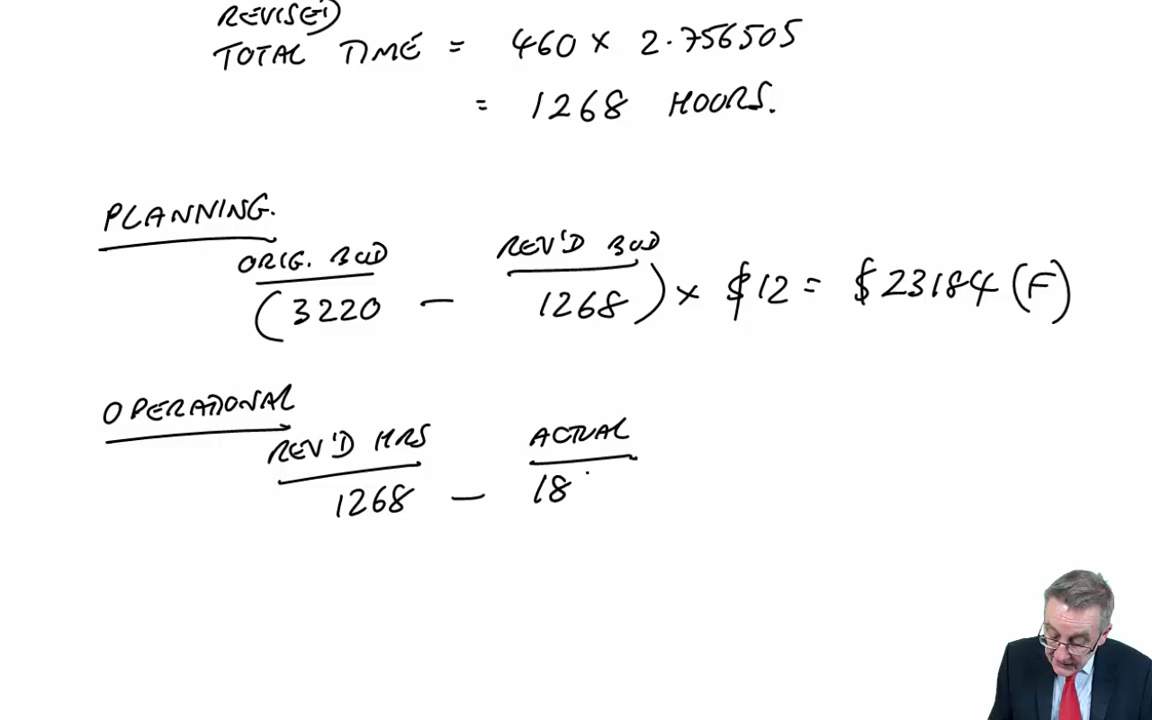 REVISED
TOTAL TIME = 460 × 2.756505
= 1268 HOURS.
PLANNING.
ORIG. BUD REV'D BUD
(3220 - 1268) × $12 = $23184 (F)
OPERATIONAL
REV'D HRS ACTUAL
1268 - 18